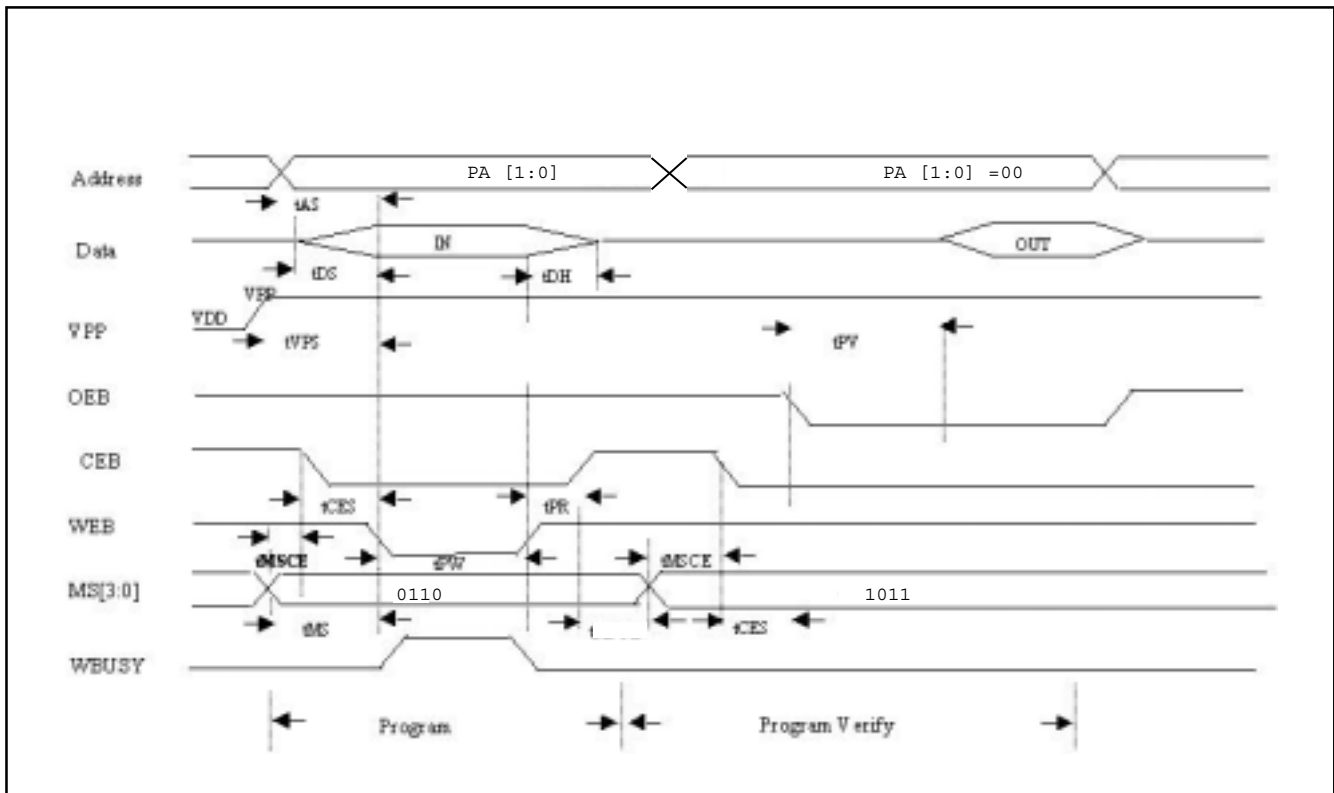 Address
PA [1:0]
PA [1:0] =00
tAS
Data
IN
OUT
tDS
tDH
VPP
VDD
VPP
tVPS
tPV
OEB
CEB
tCES
tPR
WEB
tMSCE
tPW
tMSCE
MS[3:0]
0110
1011
tMS
tCES
WBUSY
Program
Program Verify